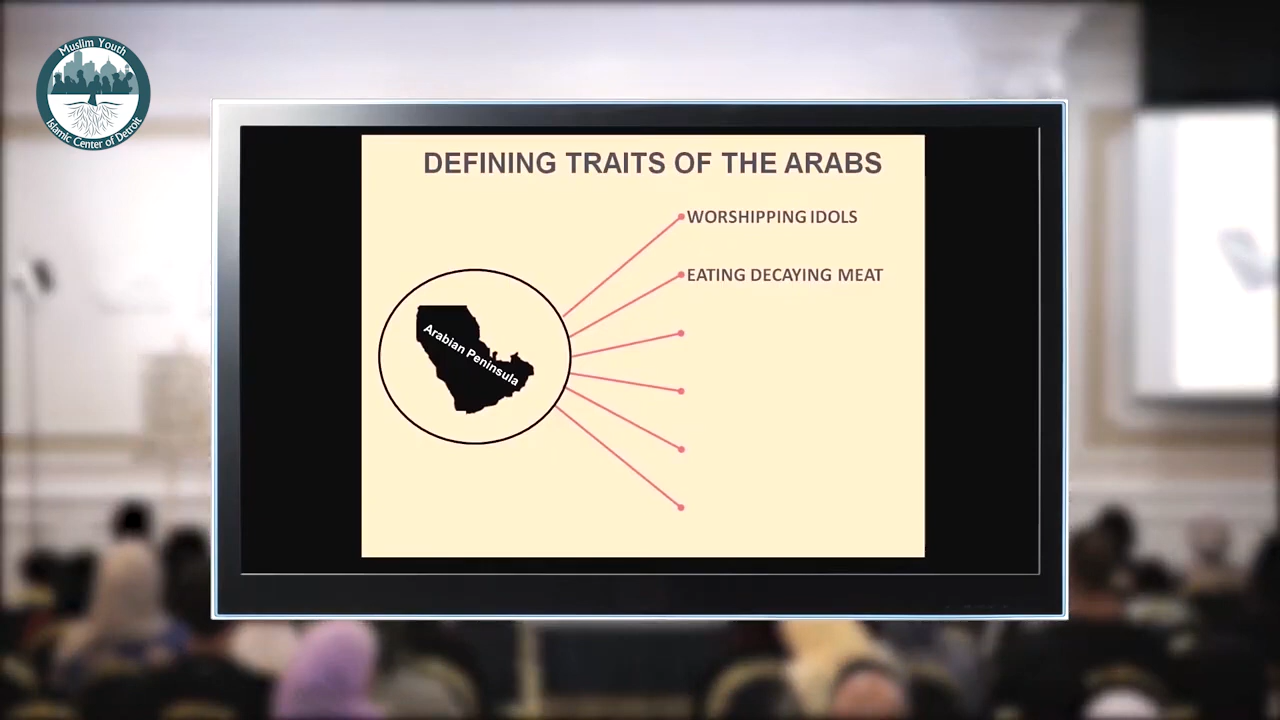 Muslim Youth
Islamic Center of Detroit
DEFINING TRAITS OF THE ARABS
WORSHIPPING IDOLS
EATING DECAYING MEAT
Arabian Peninsula